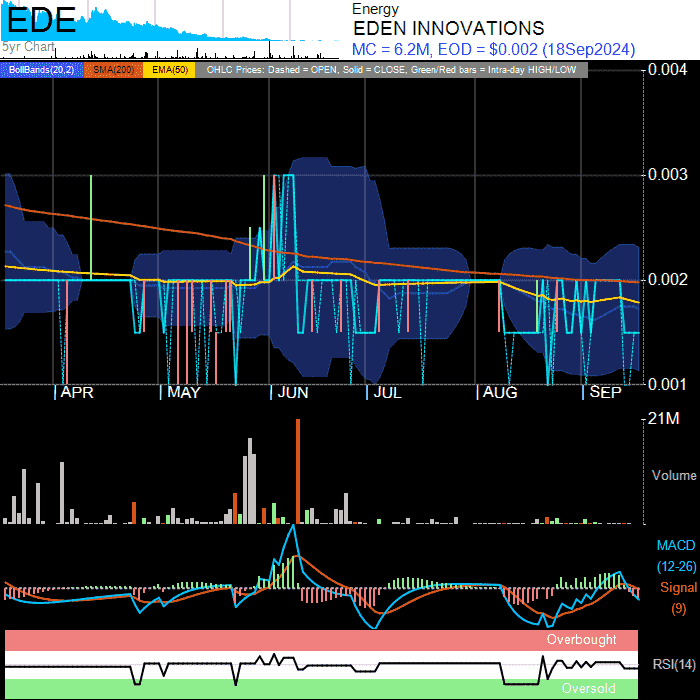 EDE
5yr Chart
Energy
EDEN INNOVATIONS
MC = 6.2M, EOD = $0.002 (18Sep2024)
BollBands(20,2) SMA(200) EMA(50) OHLC Prices: Dashed = OPEN, Solid = CLOSE, Green/Red bars = Intra-day HIGH/LOW
0.004
0.003
0.002
0.001
APR MAY JUN JUL AUG SEP
21M
Volume
MACD
(12-26)
Signal
(9)
Overbought
RSI(14)
Oversold